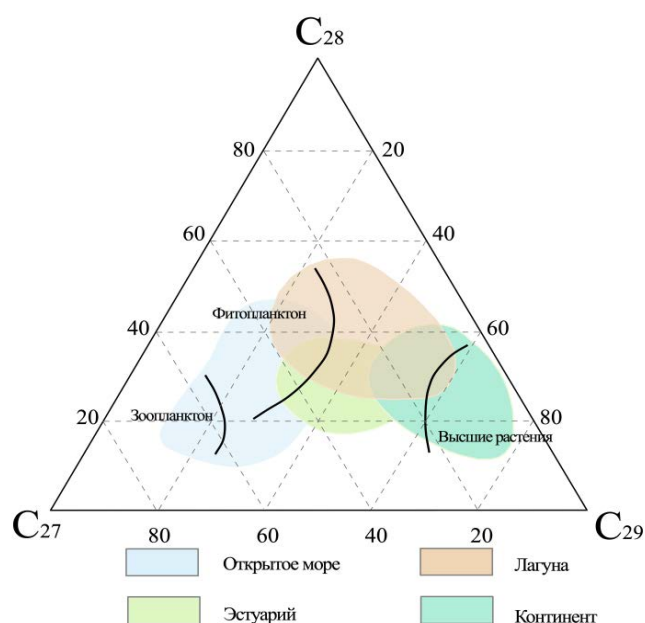 C28
80 20
60 40
Фитопланктон
40 60
Зоопланктон
20 80
Высшие растения
C27 C29
80 60 40 20
Открытое море Лагуна
Эстуарий Континент